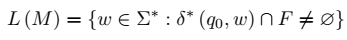 L (M) = {w ∈ Σ* : δ* (q₀, w) ∩ F ≠ ∅}